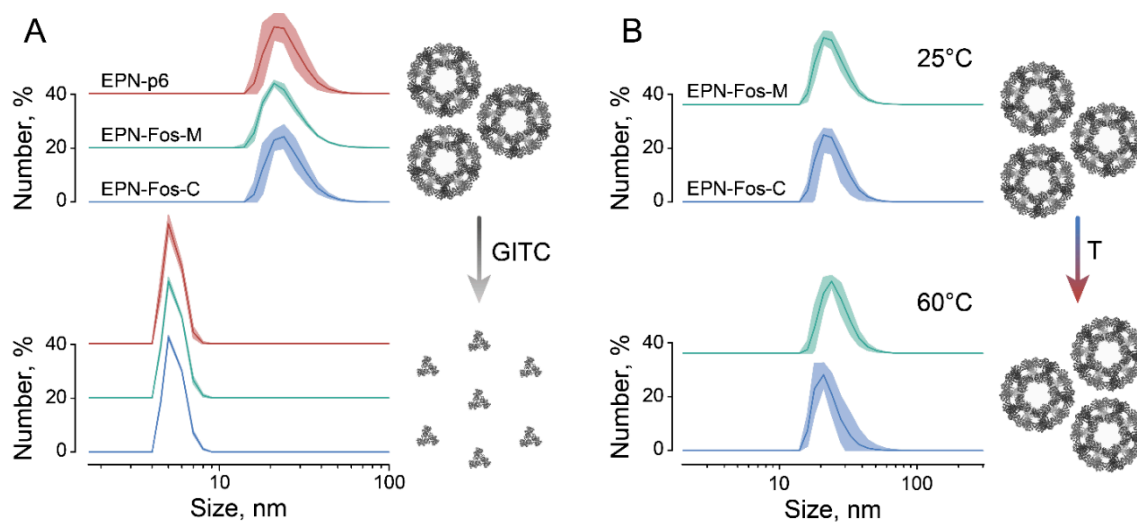 A
EPN-p6
EPN-Fos-M
EPN-Fos-C
Number, %
40
20
0
GITC
Number, %
40
20
0
10
100
Size, nm
B
25°C
EPN-Fos-M
EPN-Fos-C
Number, %
40
20
0
T
60°C
Number, %
40
20
0
10
100
Size, nm